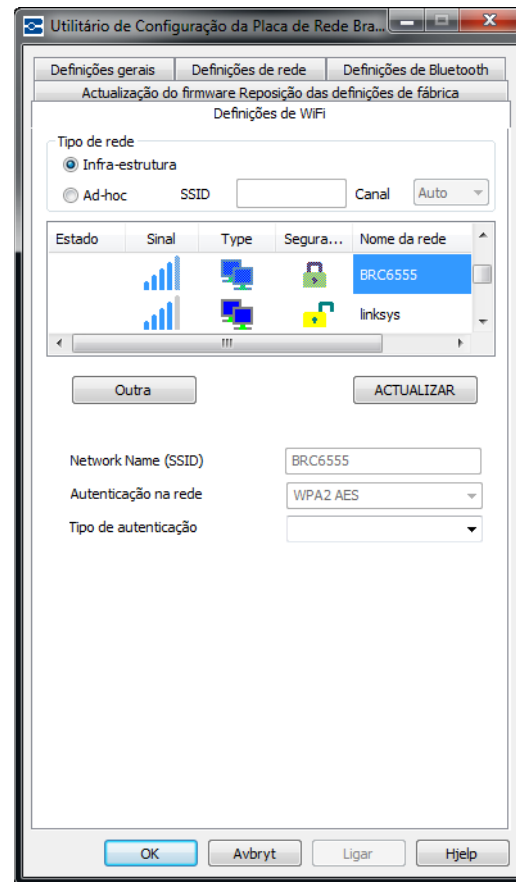 Utilitário de Configuração da Placa de Rede Bra...
Definições gerais Definições de rede Definições de Bluetooth
Actualização do firmware Reposição das definições de fábrica
Definições de WiFi
Tipo de rede
Infra-estrutura
Ad-hoc SSID Canal Auto
Estado Sinal Type Segura... Nome da rede
BRC6555
linksys
Outra ACTUALIZAR
Network Name (SSID) BRC6555
Autenticação na rede WPA2 AES
Tipo de autenticação
OK Avbryt Ligar Hjelp